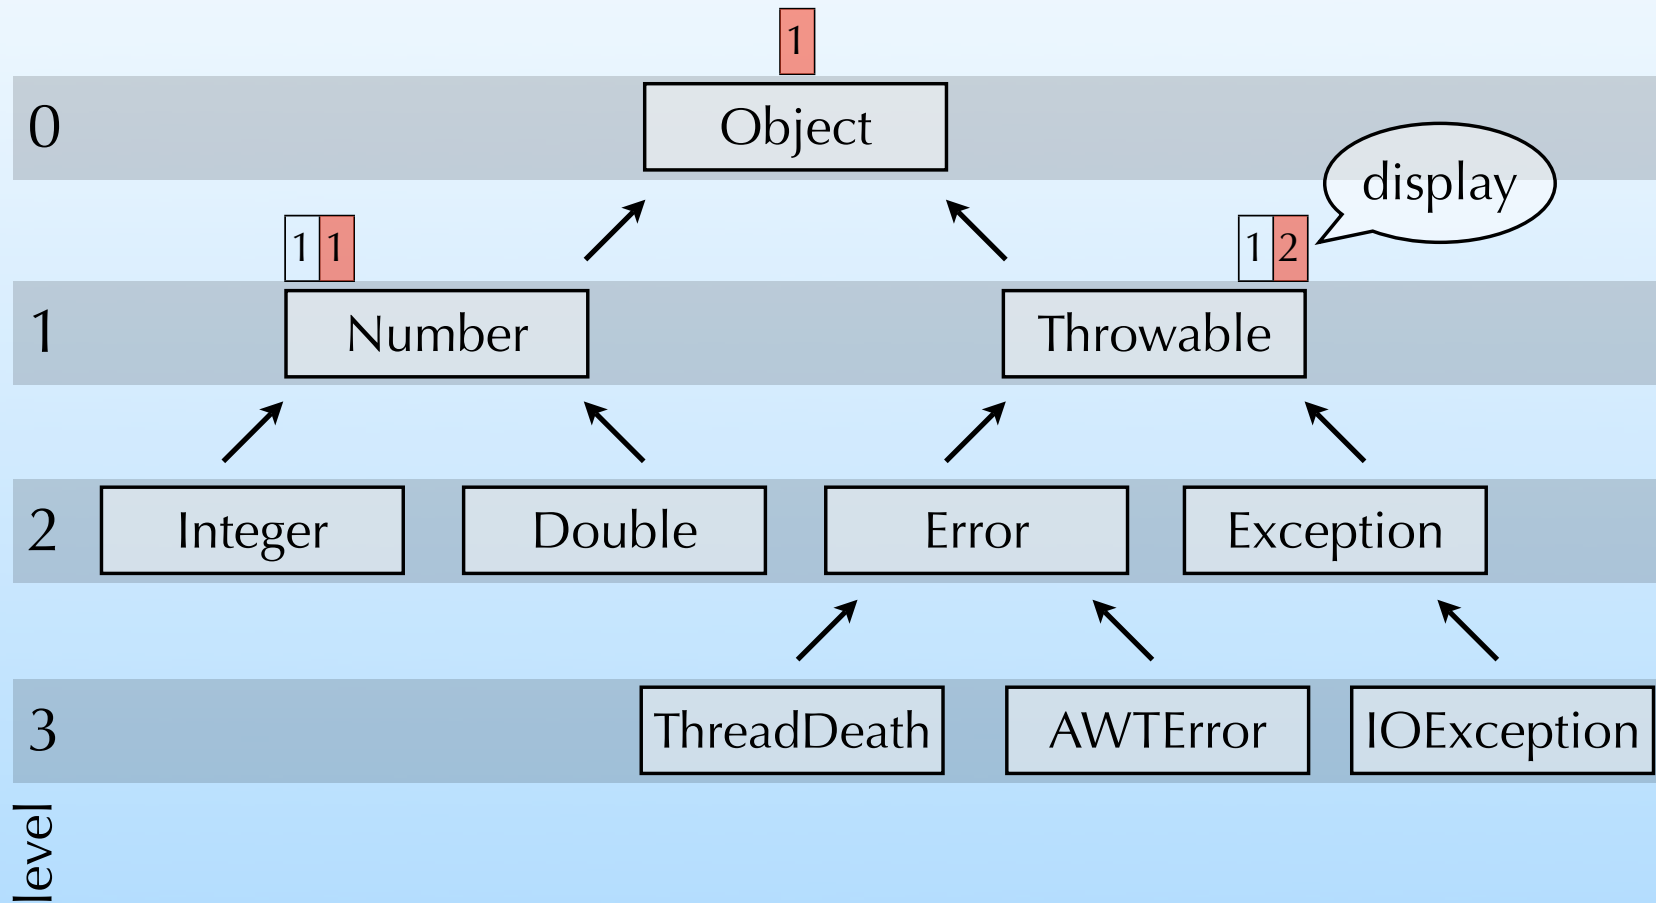 1
0 Object
display
1 1 1 2
1 Number Throwable
2 Integer Double Error Exception
3 ThreadDeath AWTError IOException
level